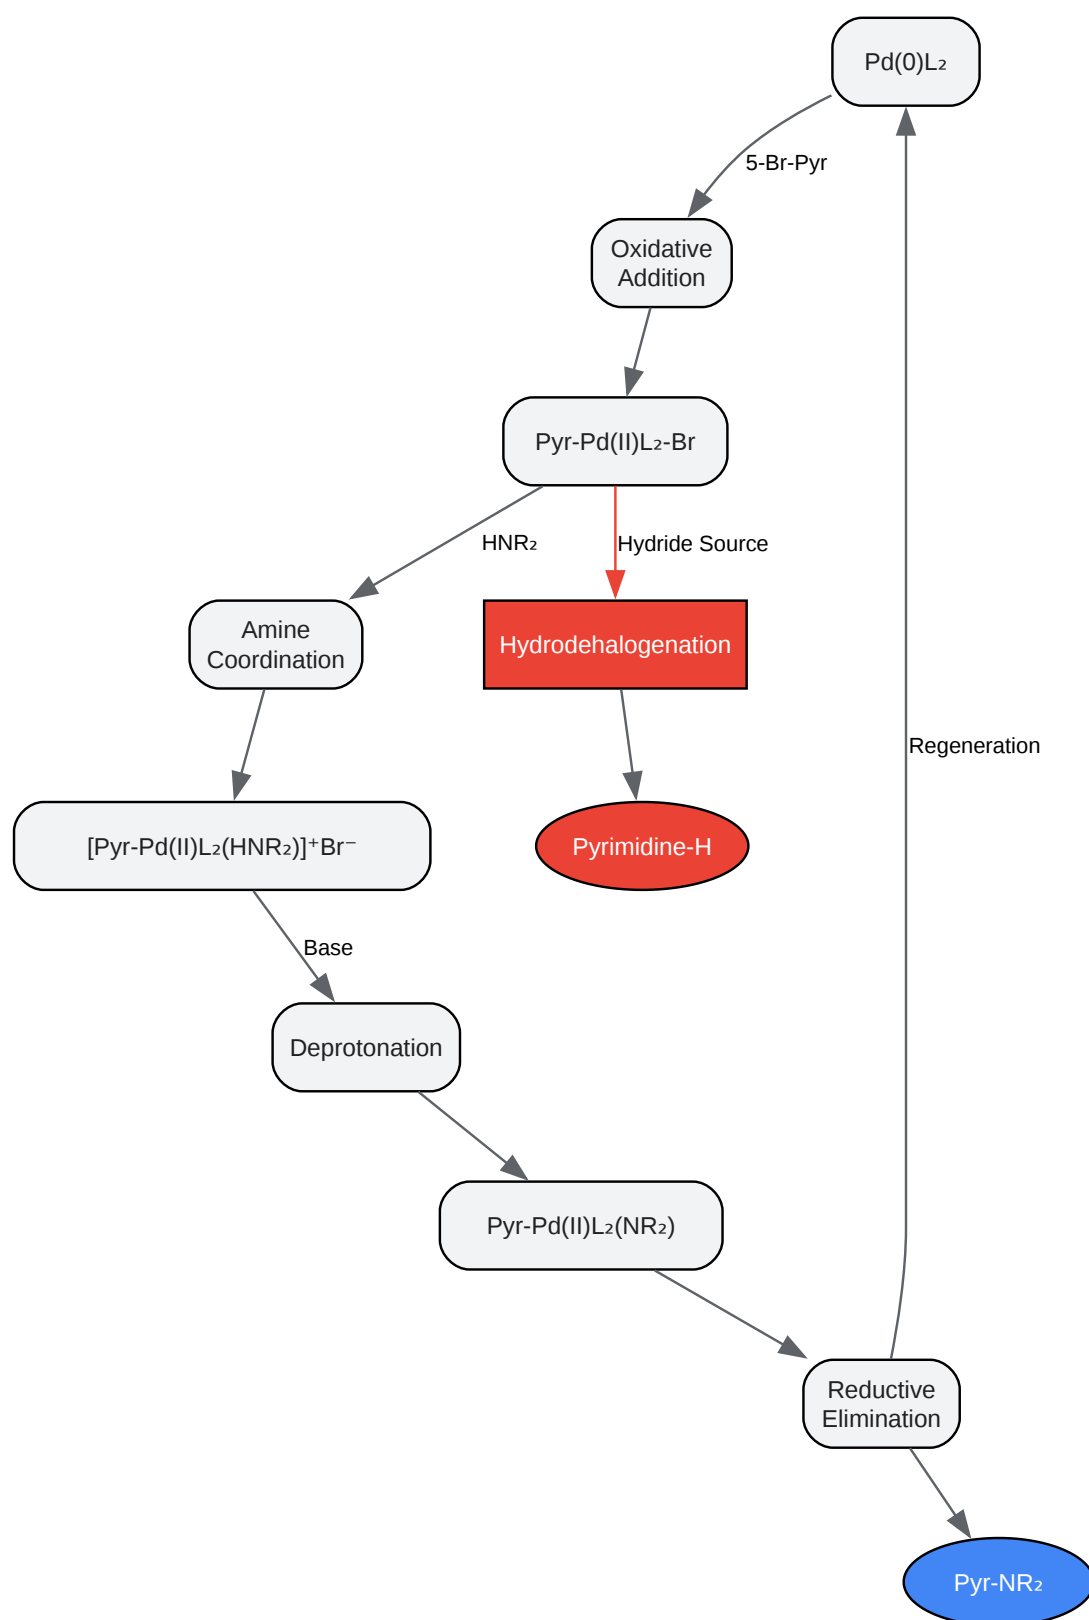 Pd(0)L₂
5-Br-Pyr
Oxidative
Addition
Pyr-Pd(II)L₂-Br
HNR₂
Hydride Source
Amine
Coordination
Hydrodehalogenation
Regeneration
[Pyr-Pd(II)L₂(HNR₂)]⁺Br⁻
Pyrimidine-H
Base
Deprotonation
Pyr-Pd(II)L₂(NR₂)
Reductive
Elimination
Pyr-NR₂